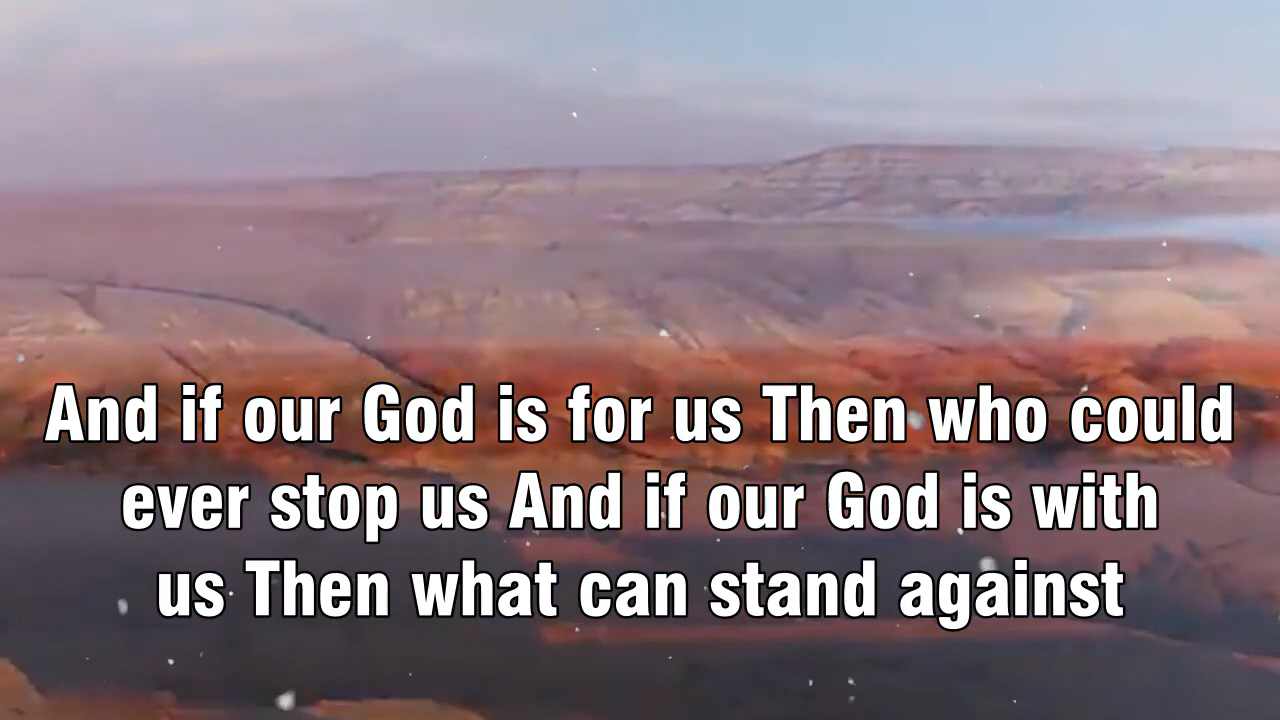 And if our God is for us Then who could
ever stop us And if our God is with
us Then what can stand against